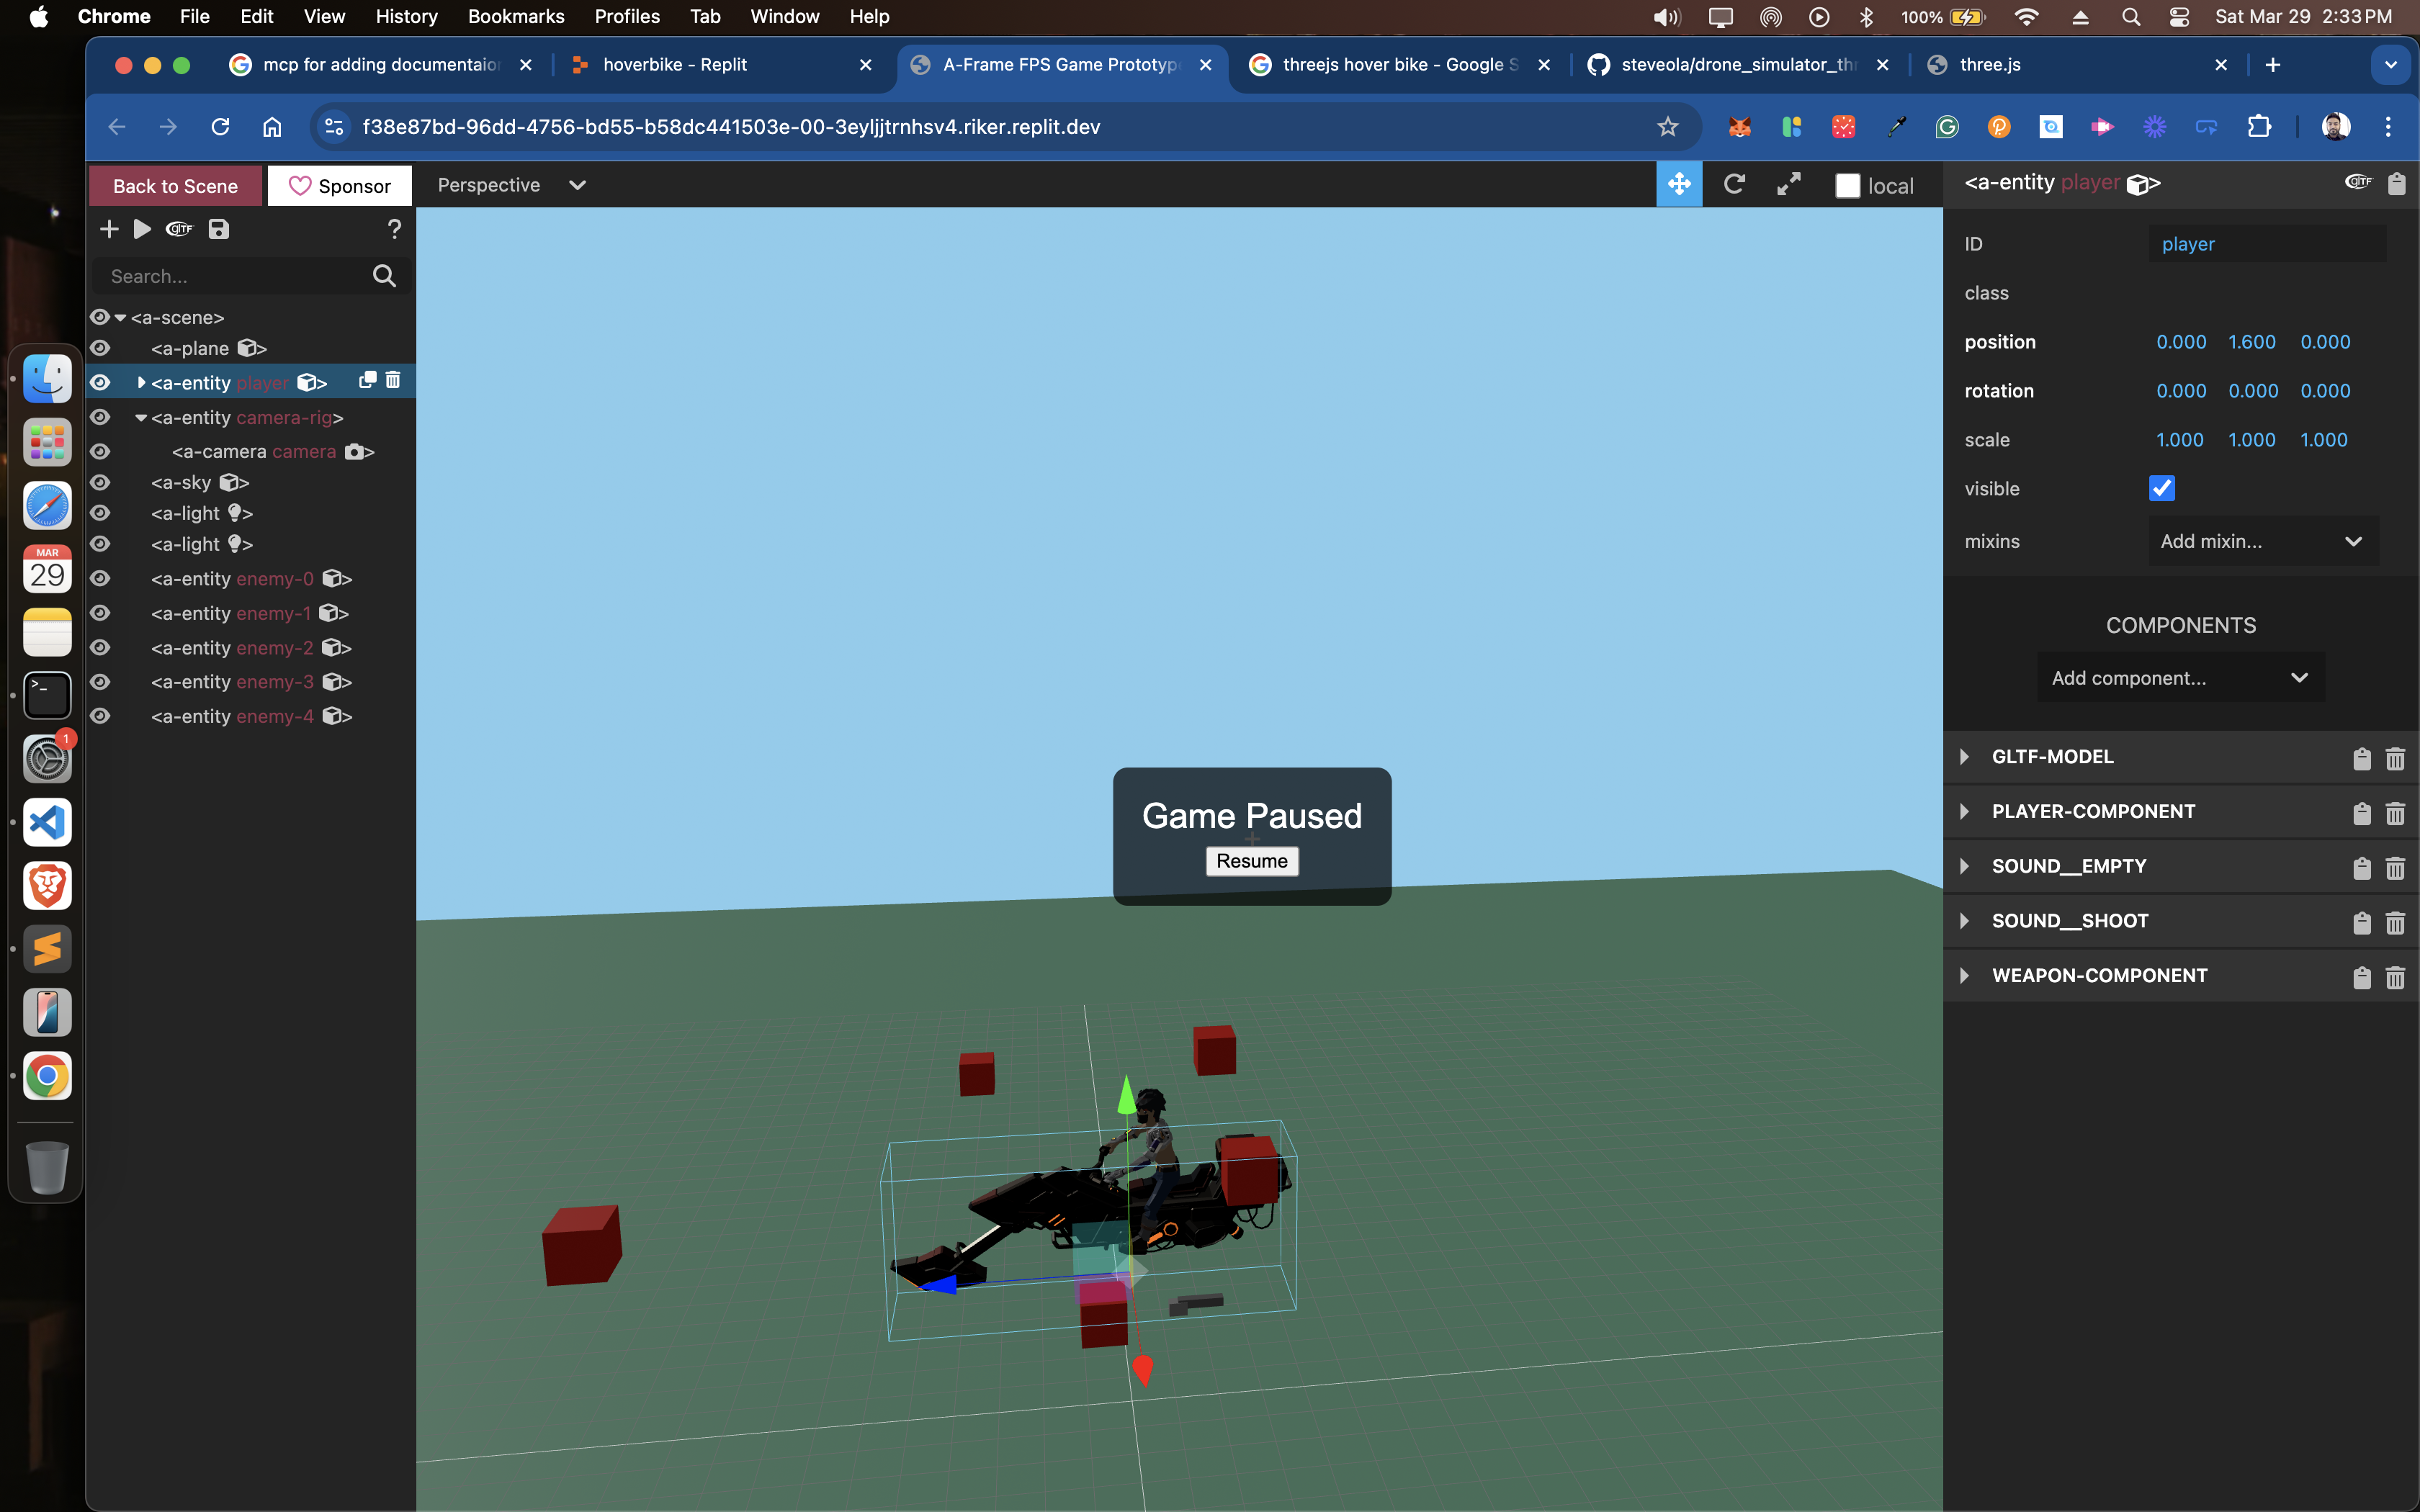 Chrome File Edit View History Bookmarks Profiles Tab Window Help 100% Sat Mar 29 2:33 PM
mcp for adding documentaion hoverbike - Replit A-Frame FPS Game Prototype threejs hover bike - Google S steveola/drone_simulator_thr three.js
f38e87bd-96dd-4756-bd55-b58dc441503e-00-3eyljjtrnhsv4.riker.replit.dev
Back to Scene Sponsor Perspective local <a-entity player > glTF
glTF ?
Search...
<a-scene>
<a-plane >
<a-entity player >
<a-entity camera-rig>
<a-camera camera >
<a-sky >
<a-light >
<a-light >
<a-entity enemy-0 >
<a-entity enemy-1 >
<a-entity enemy-2 >
<a-entity enemy-3 >
<a-entity enemy-4 >
MAR
29
>_
1
Game Paused
Resume
ID player
class
position 0.000 1.600 0.000
rotation 0.000 0.000 0.000
scale 1.000 1.000 1.000
visible
mixins Add mixin...
COMPONENTS
Add component...
GLTF-MODEL
PLAYER-COMPONENT
SOUND__EMPTY
SOUND__SHOOT
WEAPON-COMPONENT